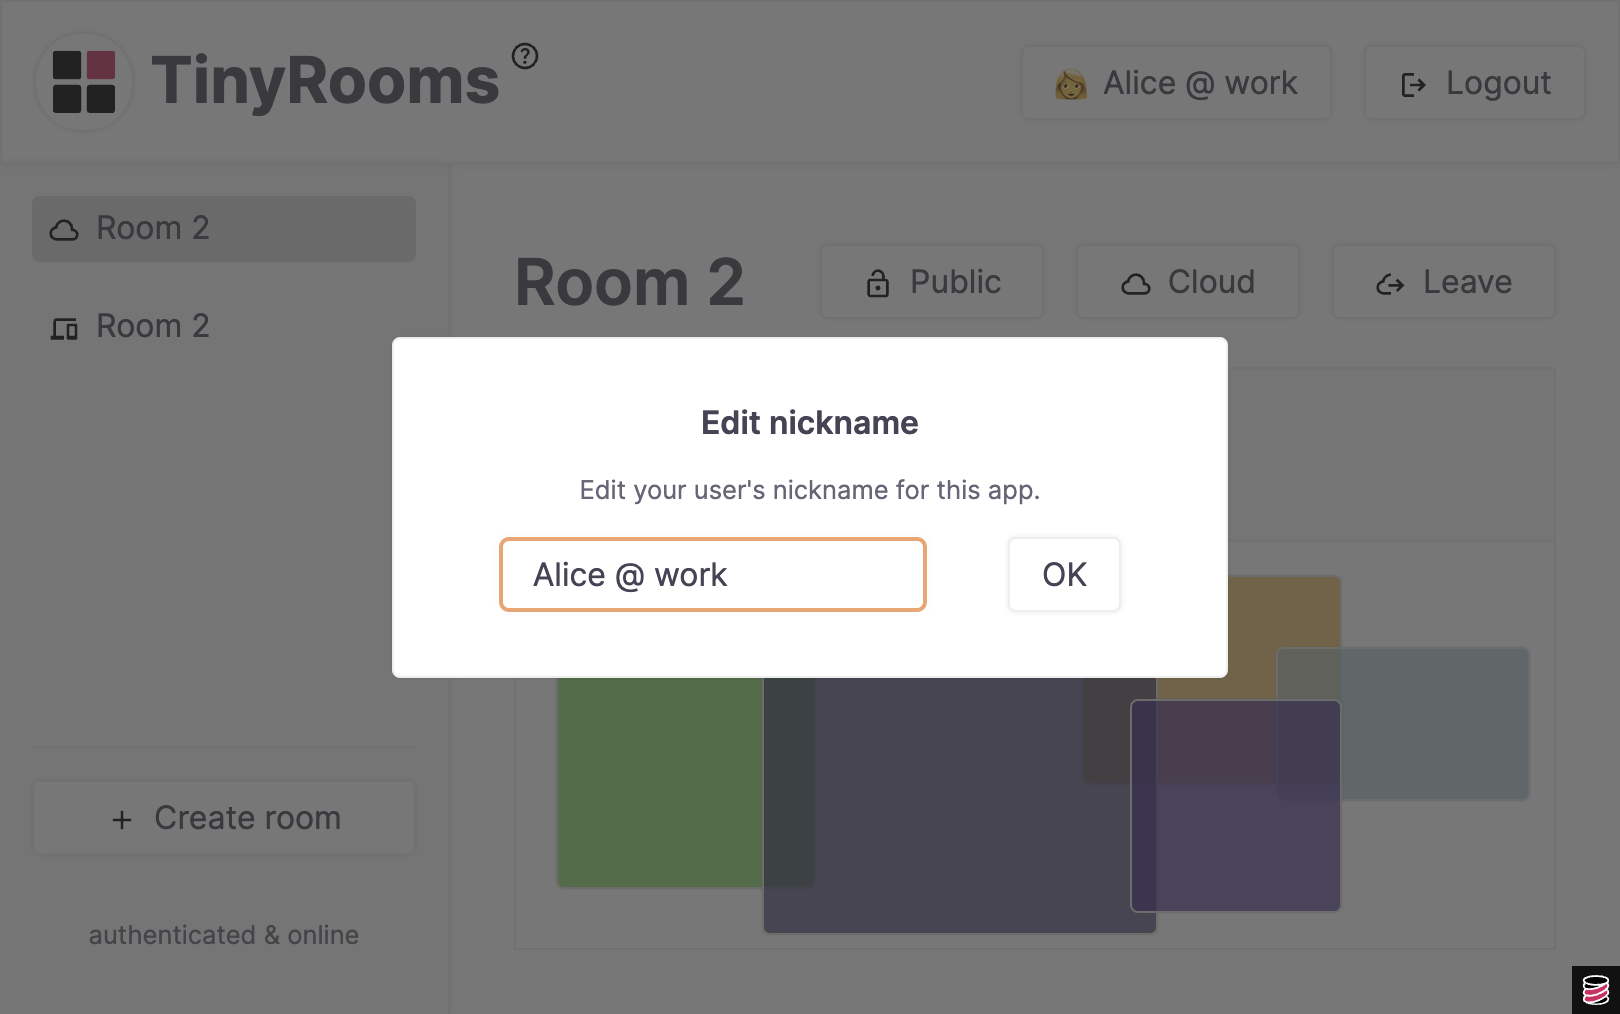 TinyRooms
Alice @ work
Logout
Room 2
Room 2
Create room
authenticated & online
Room 2
Public
Cloud
Leave
Edit nickname
Edit your user's nickname for this app.
Alice @ work
OK